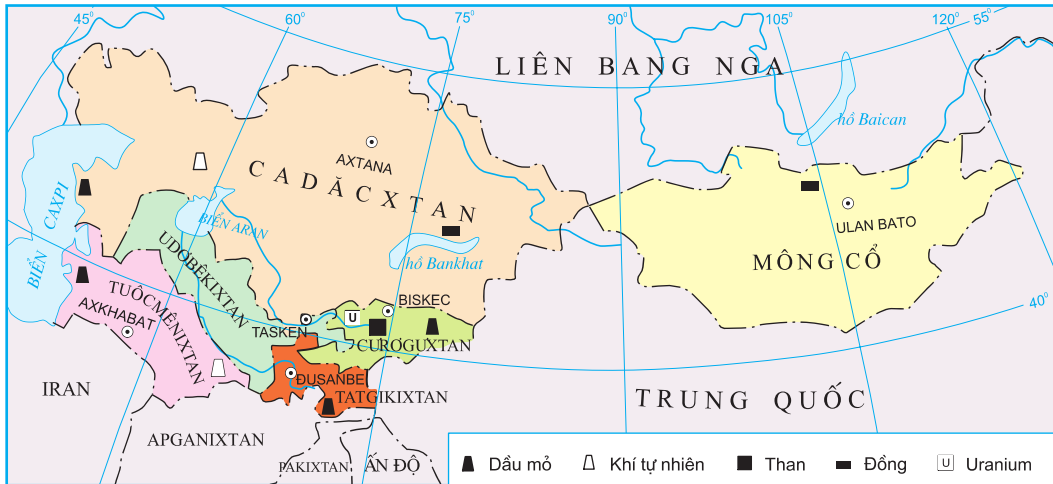 45°
60°
75°
90°
105°
120°
55°
LIÊN BANG NGA
hồ Baican
AXTANA
CADĂCXTAN
BIỂN CAXPI
BIỂN ARAN
ULAN BATO
UDOBÊKIXTAN
hồ Bankhat
MÔNG CỔ
TUÔCMÊNIXTAN
BISKEC
40°
AXKHABAT
U
TASKEN
CURƠGUXTAN
IRAN
ĐUSANBE
TATGIKIXTAN
TRUNG QUỐC
APGANIXTAN
PAKIXTAN
ẤN ĐỘ
Dầu mỏ
Khí tự nhiên
Than
Đồng
U Uranium